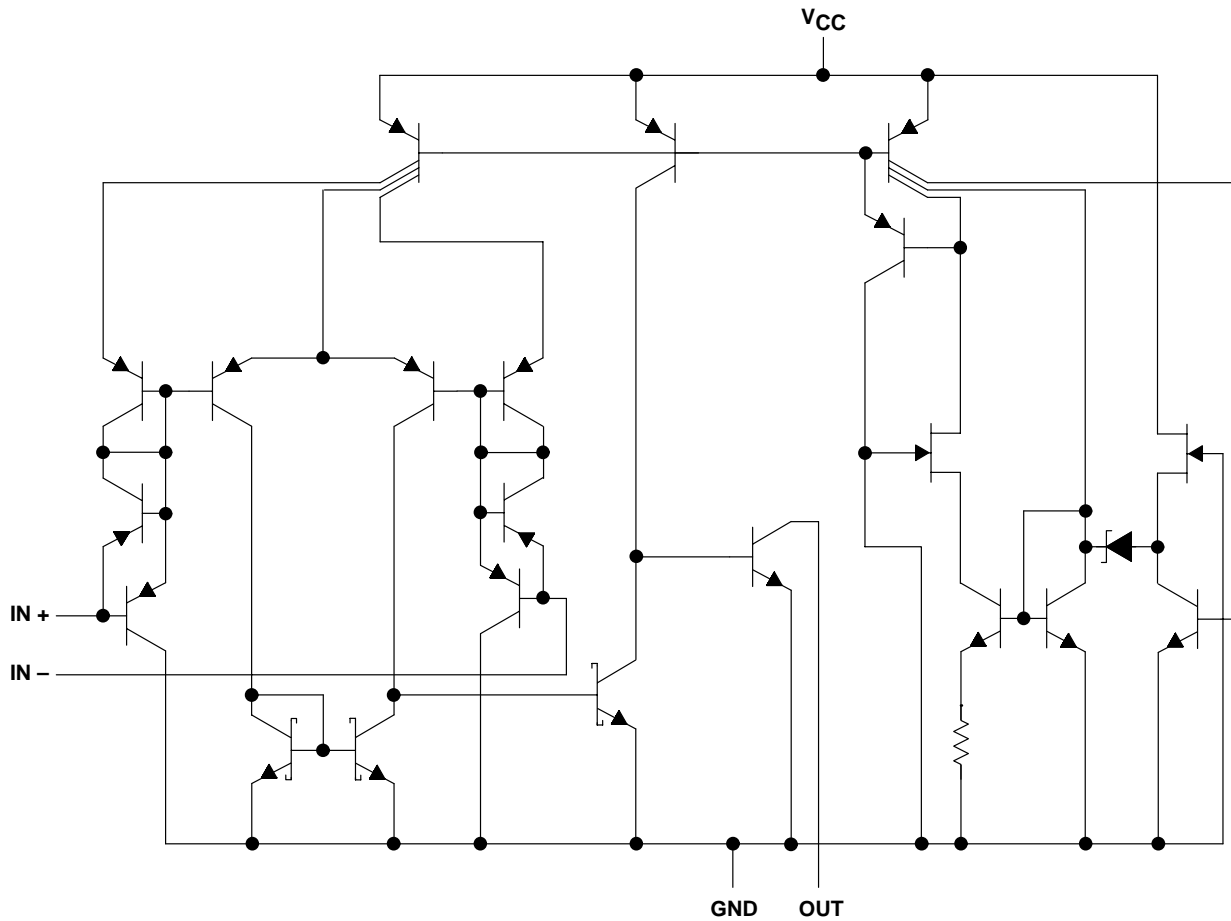 VCC
IN +
IN –
GND
OUT